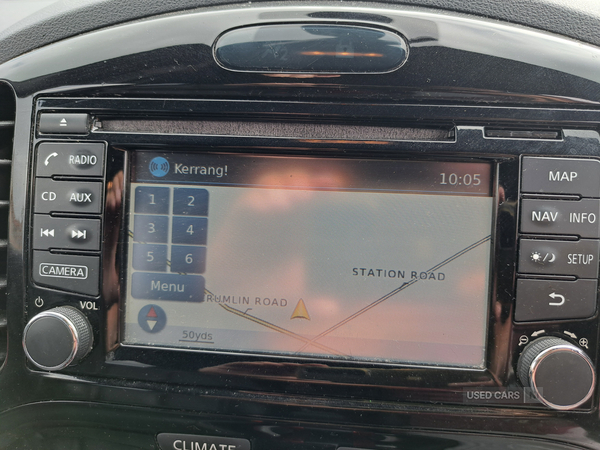 RADIO
CD AUX
CAMERA
VOL
Kerrang!
10:05
1 2
3 4
5 6
Menu
STATION ROAD
RUMLIN ROAD
50yds
MAP
NAV INFO
SETUP
USED CARS
CLIMATE